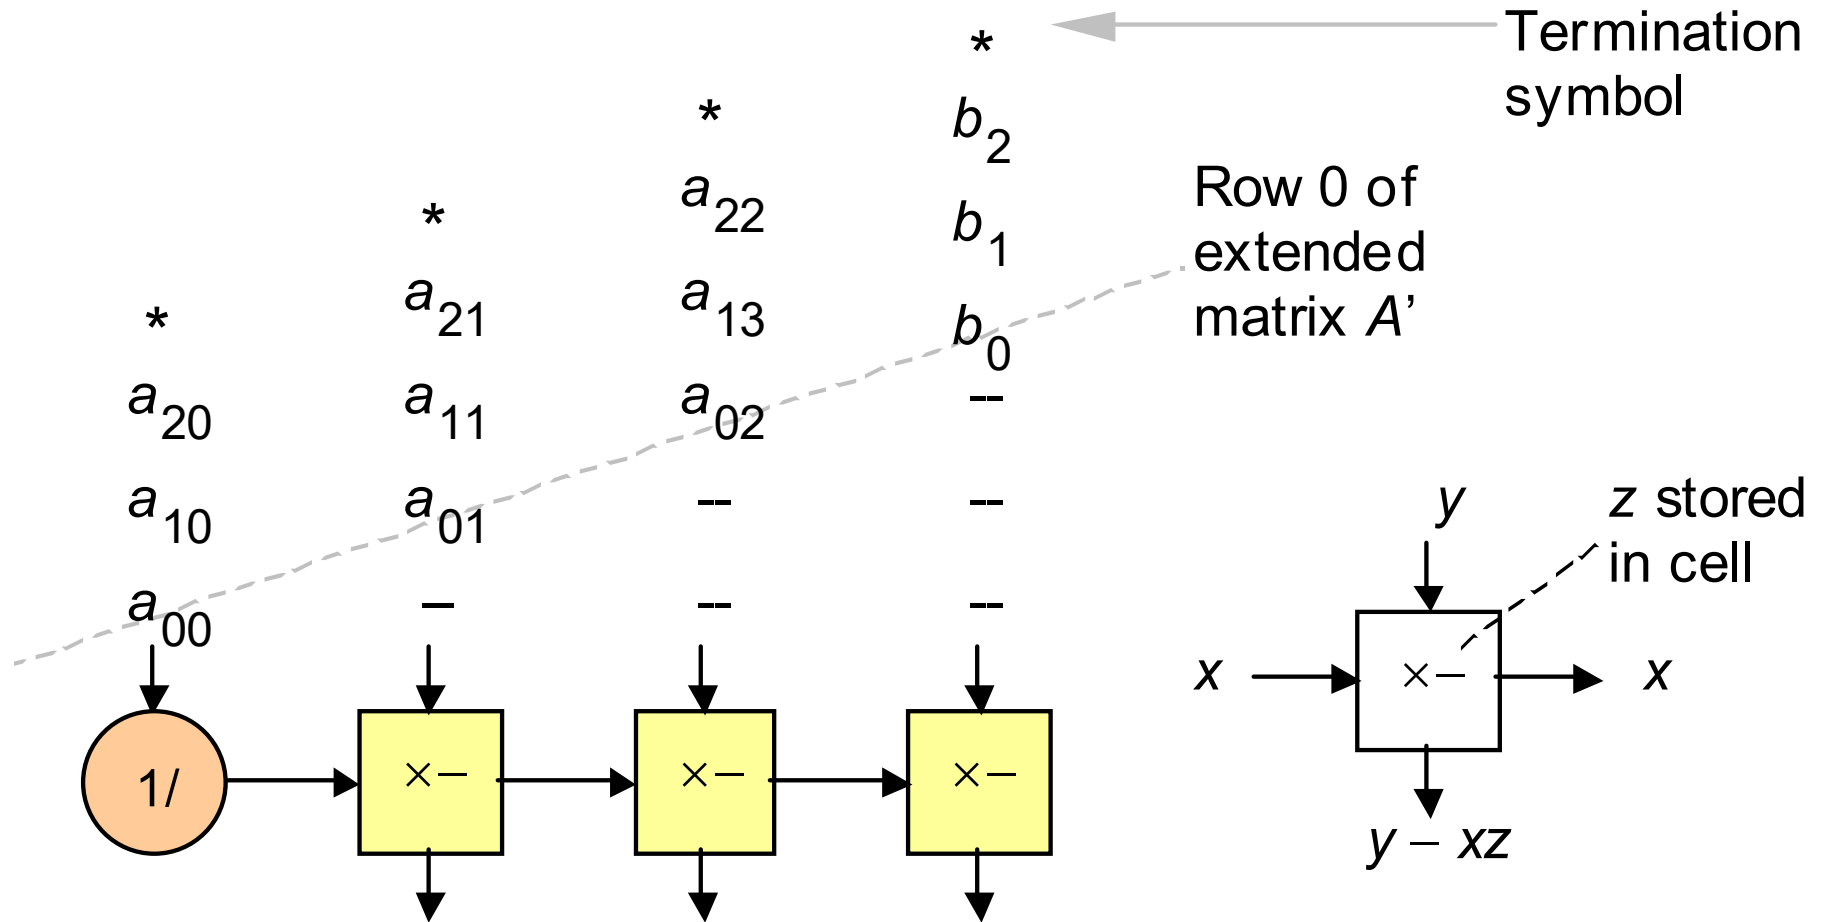 * Termination
* b2 symbol
* a22 b1 Row 0 of
* a21 a13 b0 extended
matrix A’
a20 a11 a02 --
a10 a01 -- --
a00 – -- --
1/ ×– ×– ×–
y
z stored
in cell
x ×– x
y – xz